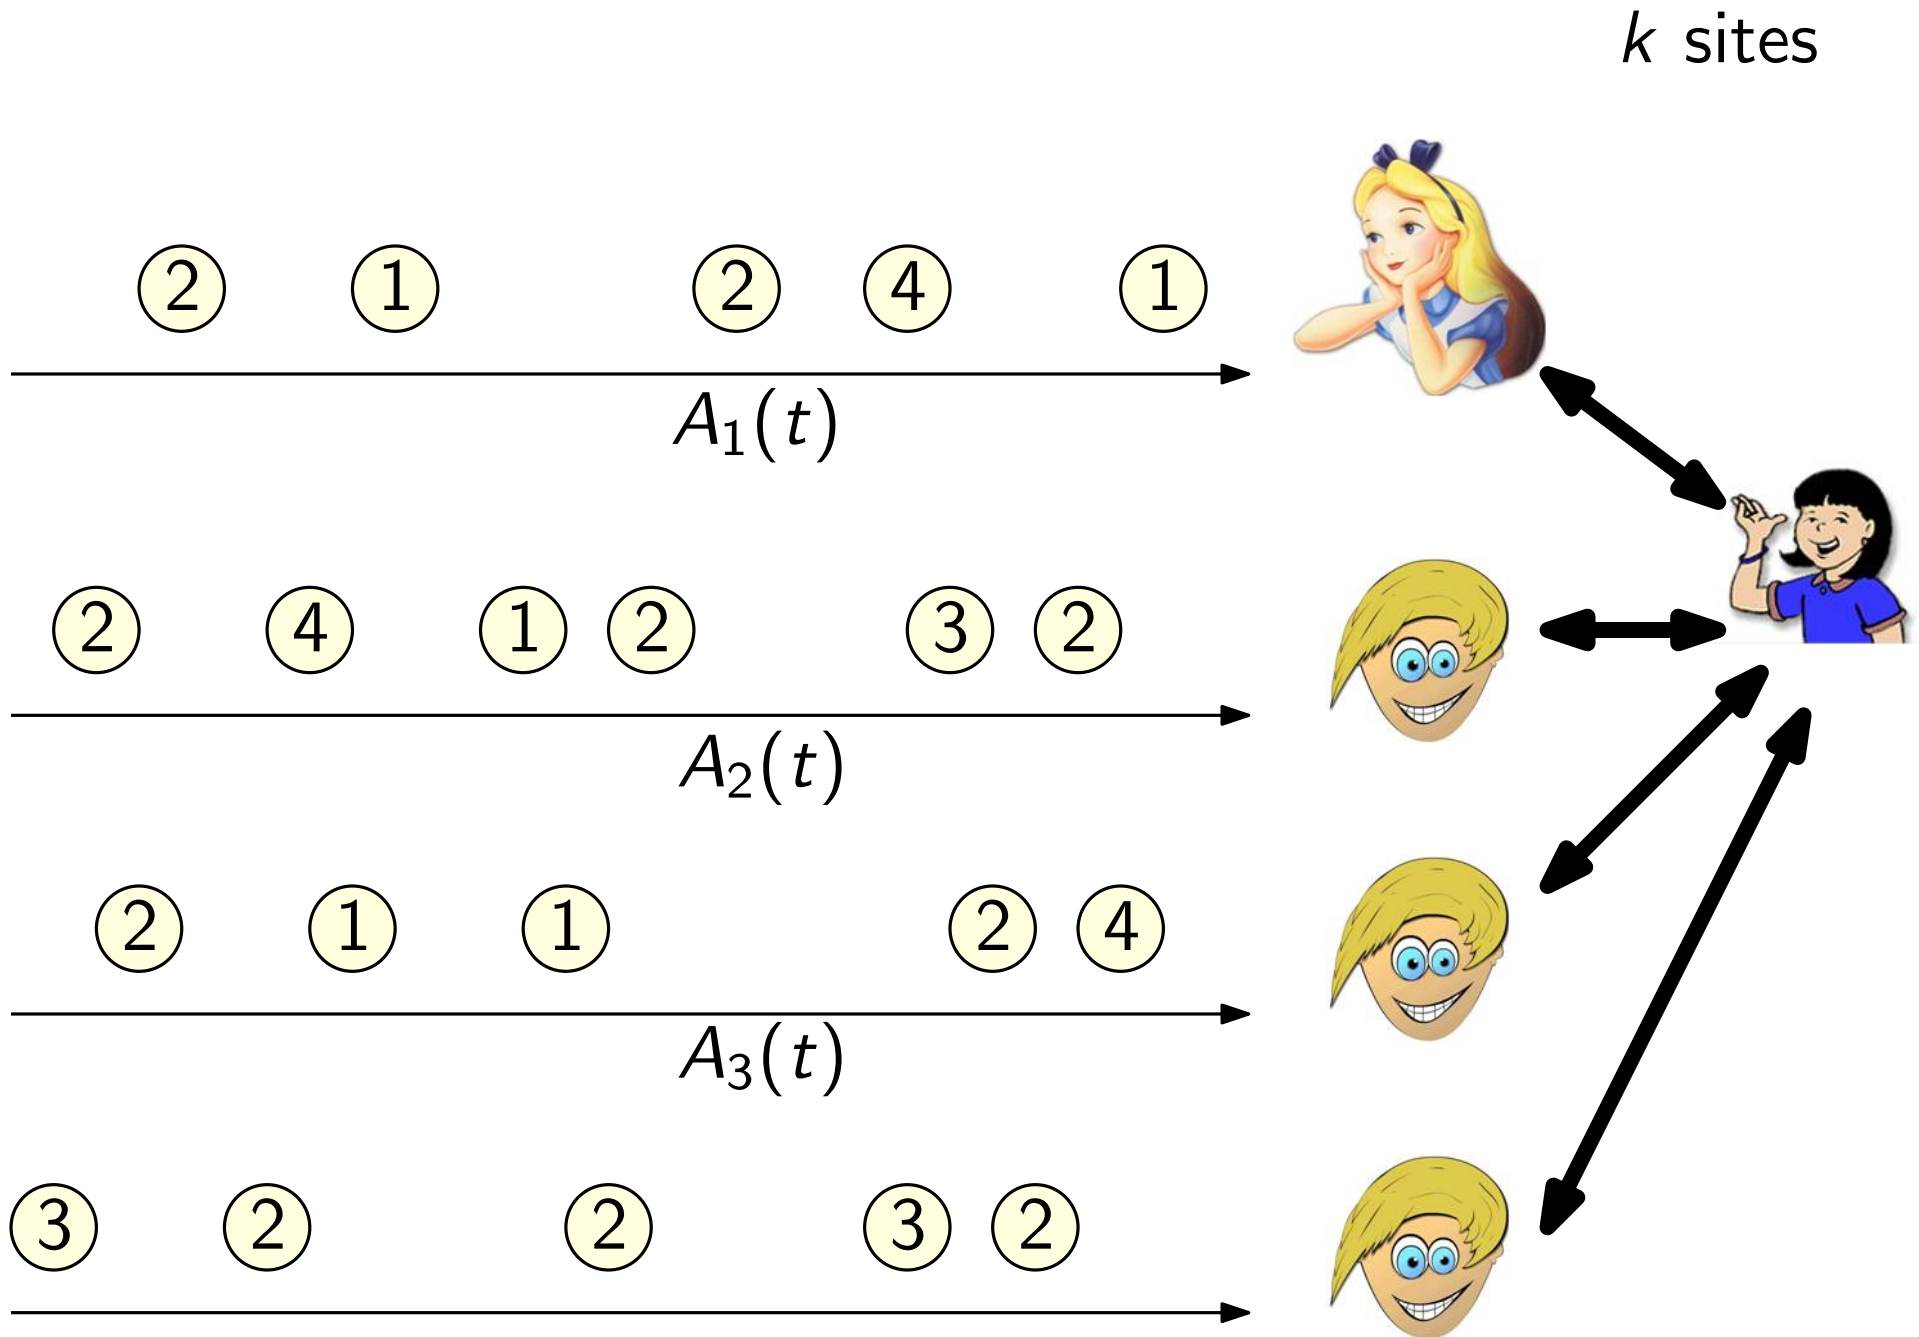 k sites
2 1 2 4 1
A₁(t)
2 4 1 2 3 2
A₂(t)
2 1 1 2 4
A₃(t)
3 2 2 3 2